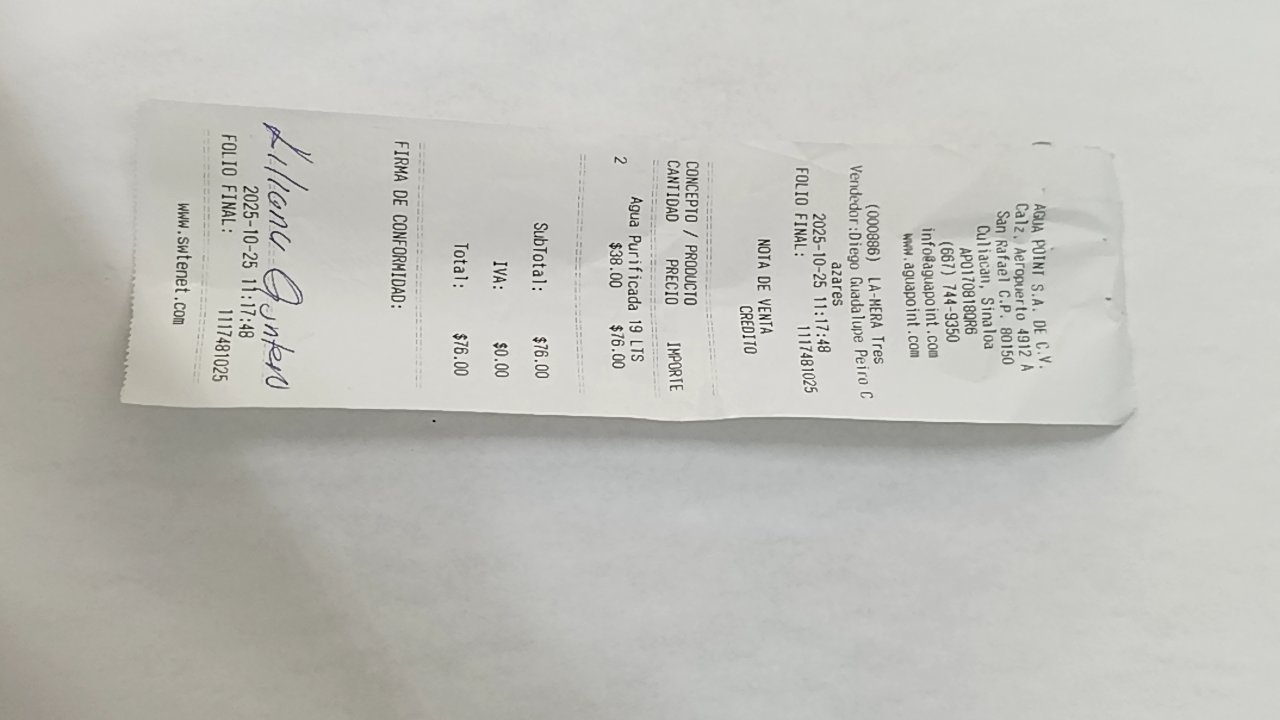 AGUA POINT S.A. DE C.V.
Calz. Aeropuerto 4912 A
San Rafael C.P. 80150
Culiacan, Sinaloa
APO170818QR6
(667) 744-9350
info@aguapoint.com
www.aguapoint.com
(000886) LA-MERA Tres
Vendedor:Diego Guadalupe Peiro C
azares
2025-10-25 11:17:48
FOLIO FINAL: 1117481025
NOTA DE VENTA
CREDITO
CONCEPTO / PRODUCTO
CANTIDAD PRECIO IMPORTE
Agua Purificada 19 LTS
2 $38.00 $76.00
SubTotal: $76.00
IVA: $0.00
Total: $76.00
FIRMA DE CONFORMIDAD:
2025-10-25 11:17:48
FOLIO FINAL: 1117481025
www.swtenet.com